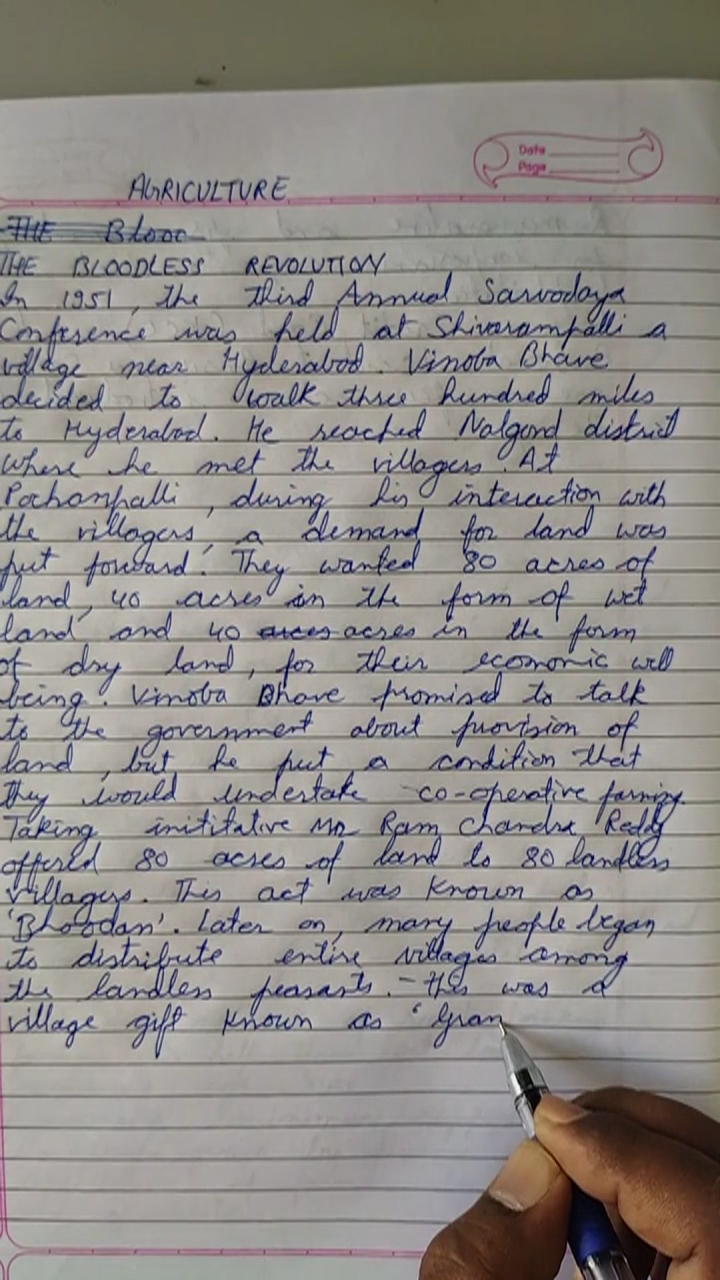 Date
Page
AGRICULTURE
THE Blooo
THE BLOODLESS REVOLUTION
In 1951, the third Annual Sarvodaya
Conference was held at Shivarampalli a
village near Hyderabad. Vinoba Bhave
decided to walk three hundred miles
to Hyderabad. He reached Nalgond district
where he met the villagers. At
Pochampalli, during his interaction with
the villagers, a demand for land was
put forward. They wanted 80 acres of
land, 40 acres in the form of wet
land and 40 acres acres in the form
of dry land, for their economic well
being. Vinoba Bhave promised to talk
to the government about provision of
land, but he put a condition that
they would undertake co-operative farming.
Taking inititative Mr Ram Chandra Reddy
offered 80 acres of land to 80 landless
villagers. This act was known as
'Bhoodan'. Later on, many people began
to distribute entire villages among
the landless peasants. - this was a
village gift known as 'Gram